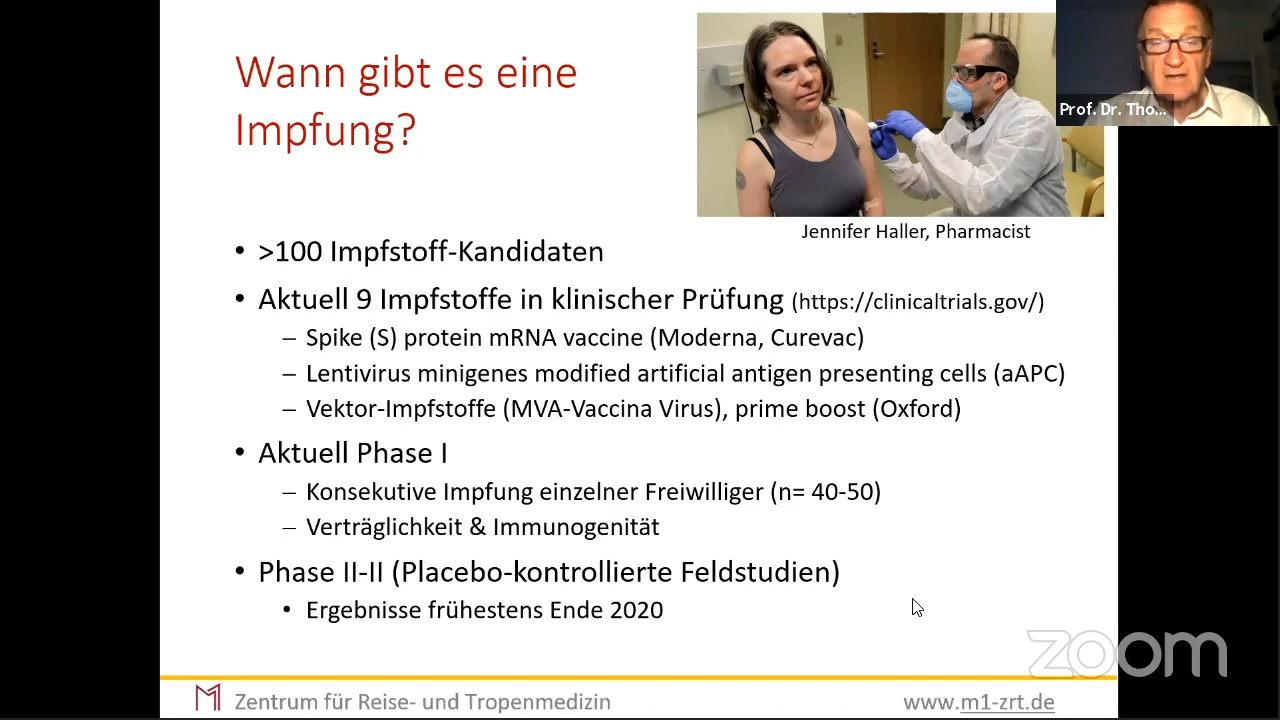 Wann gibt es eine
Impfung?
Prof. Dr. Tho...
Jennifer Haller, Pharmacist
• >100 Impfstoff-Kandidaten
• Aktuell 9 Impfstoffe in klinischer Prüfung (https://clinicaltrials.gov/)
– Spike (S) protein mRNA vaccine (Moderna, Curevac)
– Lentivirus minigenes modified artificial antigen presenting cells (aAPC)
– Vektor-Impfstoffe (MVA-Vaccina Virus), prime boost (Oxford)
• Aktuell Phase I
– Konsekutive Impfung einzelner Freiwilliger (n= 40-50)
– Verträglichkeit & Immunogenität
• Phase II-II (Placebo-kontrollierte Feldstudien)
• Ergebnisse frühestens Ende 2020
zoom
Zentrum für Reise- und Tropenmedizin
www.m1-zrt.de